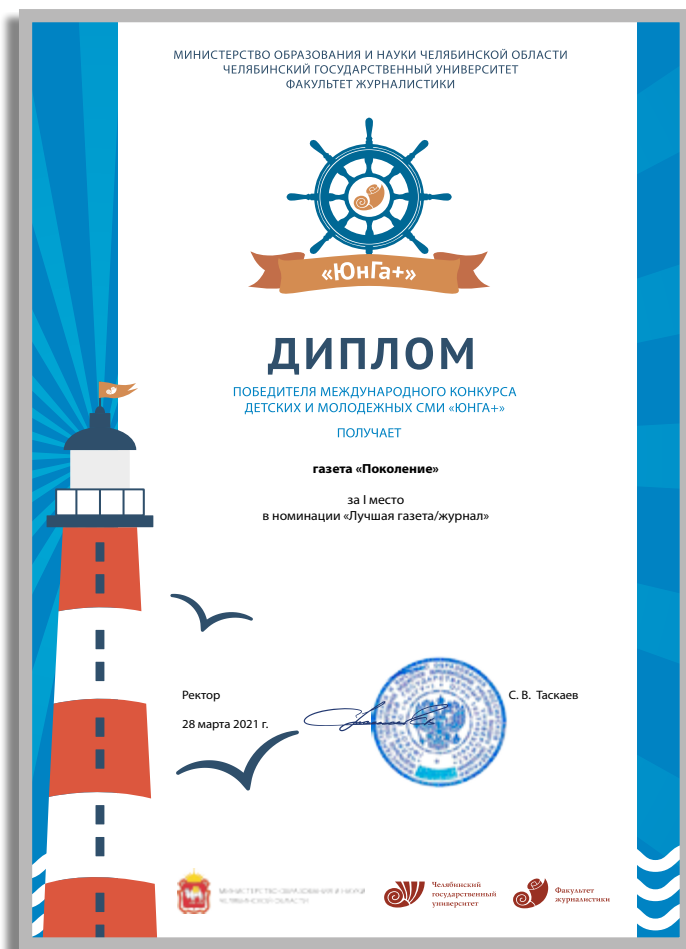 МИНИСТЕРСТВО ОБРАЗОВАНИЯ И НАУКИ ЧЕЛЯБИНСКОЙ ОБЛАСТИ
ЧЕЛЯБИНСКИЙ ГОСУДАРСТВЕННЫЙ УНИВЕРСИТЕТ
ФАКУЛЬТЕТ ЖУРНАЛИСТИКИ
«ЮнГа+»
ДИПЛОМ
ПОБЕДИТЕЛЯ МЕЖДУНАРОДНОГО КОНКУРСА
ДЕТСКИХ И МОЛОДЕЖНЫХ СМИ «ЮНГА+»
ПОЛУЧАЕТ
газета «Поколение»
за I место
в номинации «Лучшая газета/журнал»
Ректор
С. В. Таскаев
28 марта 2021 г.
МИНИСТЕРСТВО ОБРАЗОВАНИЯ И НАУКИ
ЧЕЛЯБИНСКОЙ ОБЛАСТИ
Челябинский
государственный
университет
Факультет
журналистики